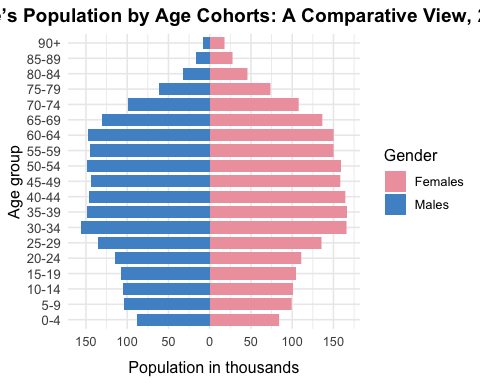 e's Population by Age Cohorts: A Comparative View, 2
90+
85-89
80-84
75-79
70-74
65-69
60-64
55-59
50-54
45-49
40-44
35-39
30-34
25-29
20-24
15-19
10-14
5-9
0-4
Age group
150 100 50 0 50 100 150
Population in thousands
Gender
Females
Males